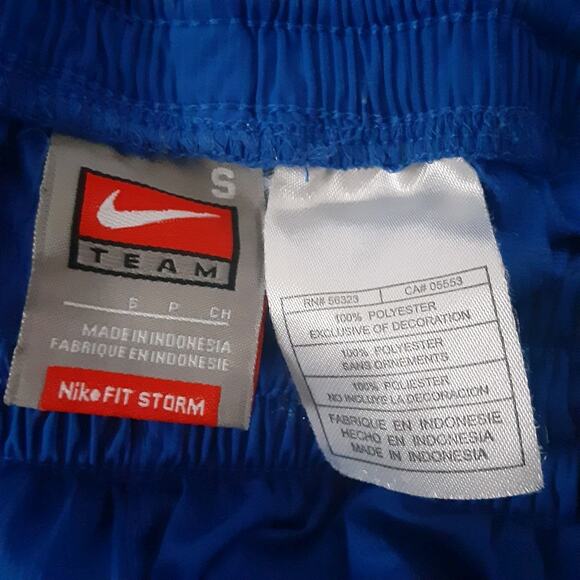 S
TEAM
S P CH
MADE IN INDONESIA
FABRIQUE EN INDONESIE
Nike FIT STORM
RN# 56323 CA# 05553
100% POLYESTER
EXCLUSIVE OF DECORATION
100% POLYESTER
SANS ORNEMENTS
100% POLIESTER
NO INCLUYE LA DECORACION
FABRIQUE EN INDONESIE
HECHO EN INDONESIA
MADE IN INDONESIA